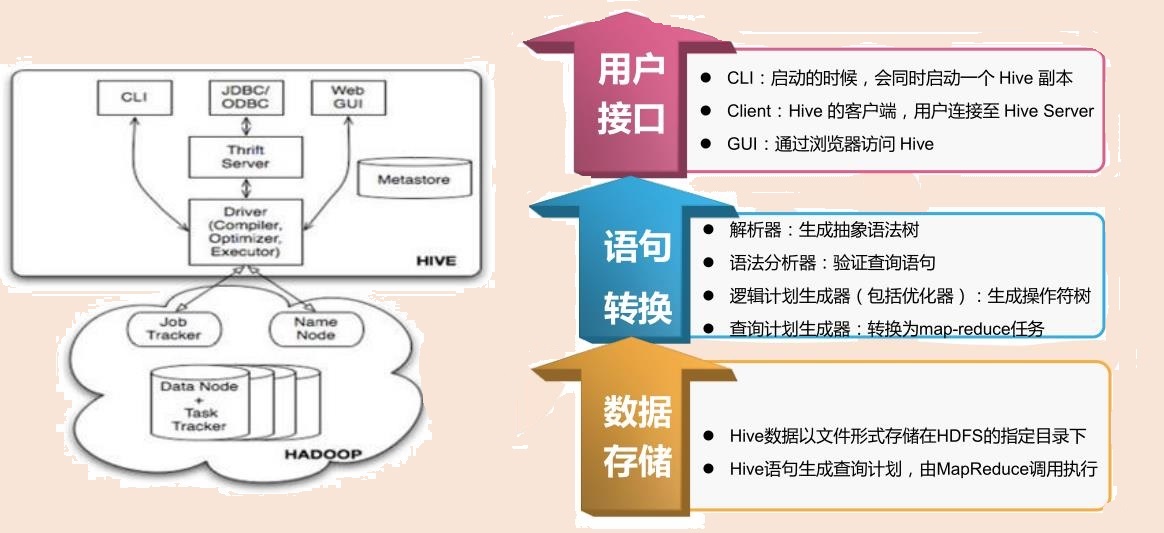 CLI
JDBC/
ODBC
Web
GUI
Thrift
Server
Metastore
Driver
(Compiler,
Optimizer,
Executor)
HIVE
Job
Tracker
Name
Node
Data Node
+
Task
Tracker
HADOOP
用户
接口
● CLI：启动的时候，会同时启动一个 Hive 副本
● Client：Hive 的客户端，用户连接至 Hive Server
● GUI：通过浏览器访问 Hive
语句
转换
● 解析器：生成抽象语法树
● 语法分析器：验证查询语句
● 逻辑计划生成器（包括优化器）：生成操作符树
● 查询计划生成器：转换为map-reduce任务
数据
存储
● Hive数据以文件形式存储在HDFS的指定目录下
● Hive语句生成查询计划，由MapReduce调用执行